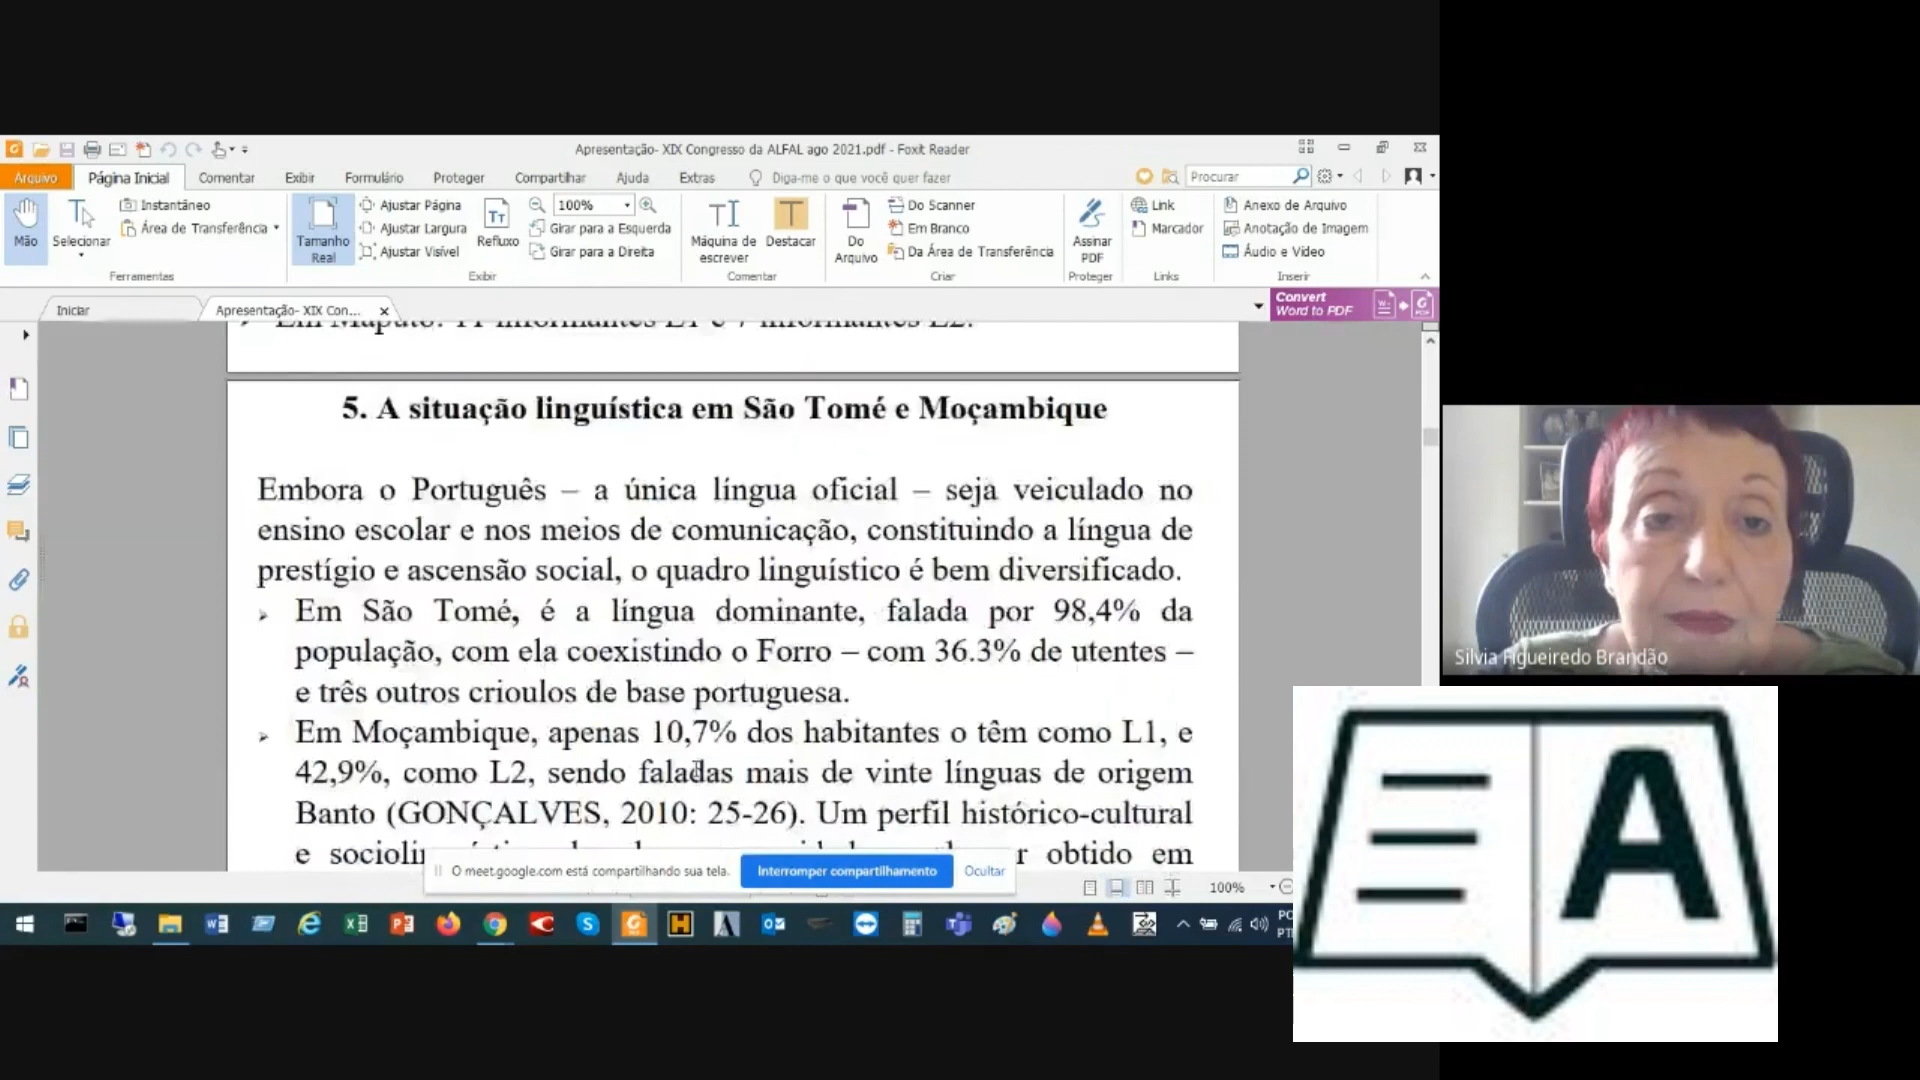 Apresentação- XIX Congresso da ALFAL ago 2021.pdf - Foxit Reader
Arquivo Página Inicial Comentar Exibir Formulário Proteger Compartilhar Ajuda Extras Diga-me o que você quer fazer Procurar
Mão
Selecionar
Instantâneo
Área de Transferência
Ferramentas
Tamanho Real
Ajustar Página
Ajustar Largura
Ajustar Visível
Refluxo
100%
Girar para a Esquerda
Girar para a Direita
Exibir
Máquina de escrever
Destacar
Comentar
Do Arquivo
Do Scanner
Em Branco
Da Área de Transferência
Criar
Assinar PDF
Proteger
Link
Marcador
Links
Anexo de Arquivo
Anotação de Imagem
Áudio e Vídeo
Inserir
Iniciar
Apresentação- XIX Con...
Convert
Word to PDF
Em Maputo: 11 informantes L1 e 7 informantes L2.
5. A situação linguística em São Tomé e Moçambique
Embora o Português – a única língua oficial – seja veiculado no
ensino escolar e nos meios de comunicação, constituindo a língua de
prestígio e ascensão social, o quadro linguístico é bem diversificado.
Em São Tomé, é a língua dominante, falada por 98,4% da
população, com ela coexistindo o Forro – com 36.3% de utentes –
e três outros crioulos de base portuguesa.
Em Moçambique, apenas 10,7% dos habitantes o têm como L1, e
42,9%, como L2, sendo faladas mais de vinte línguas de origem
Banto (GONÇALVES, 2010: 25-26). Um perfil histórico-cultural
e obtido em
O meet.google.com está compartilhando sua tela. Interromper compartilhamento Ocultar
100%
Silvia Figueiredo Brandão
A